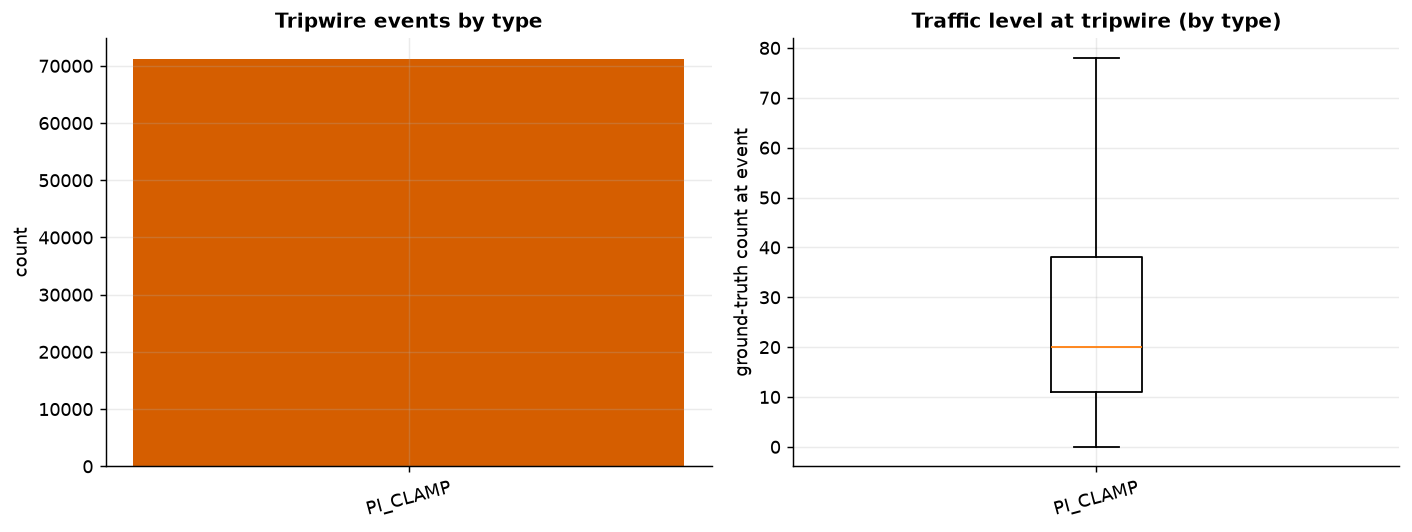 Tripwire events by type
count
70000
60000
50000
40000
30000
20000
10000
0
PI_CLAMP
Traffic level at tripwire (by type)
ground-truth count at event
80
70
60
50
40
30
20
10
0
PI_CLAMP